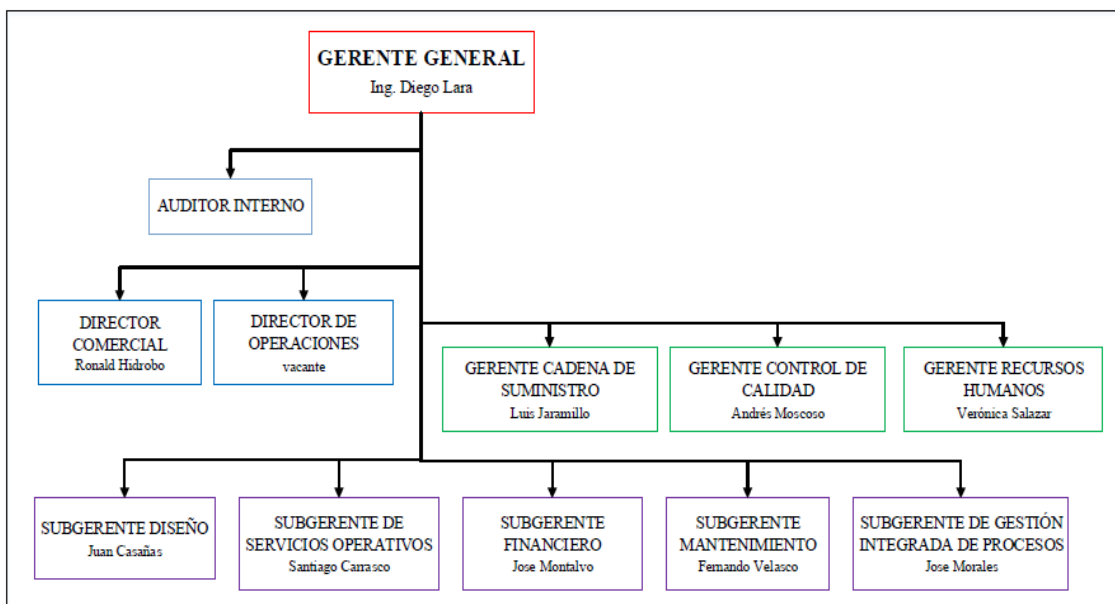 GERENTE GENERAL
Ing. Diego Lara
AUDITOR INTERNO
DIRECTOR
COMERCIAL
Ronald Hidrobo
DIRECTOR DE
OPERACIONES
vacante
GERENTE CADENA DE
SUMINISTRO
Luis Jaramillo
GERENTE CONTROL DE
CALIDAD
Andrés Moscoso
GERENTE RECURSOS
HUMANOS
Verónica Salazar
SUBGERENTE DISEÑO
Juan Casañas
SUBGERENTE DE
SERVICIOS OPERATIVOS
Santiago Carrasco
SUBGERENTE
FINANCIERO
Jose Montalvo
SUBGERENTE
MANTENIMIENTO
Fernando Velasco
SUBGERENTE DE GESTIÓN
INTEGRADA DE PROCESOS
Jose Morales